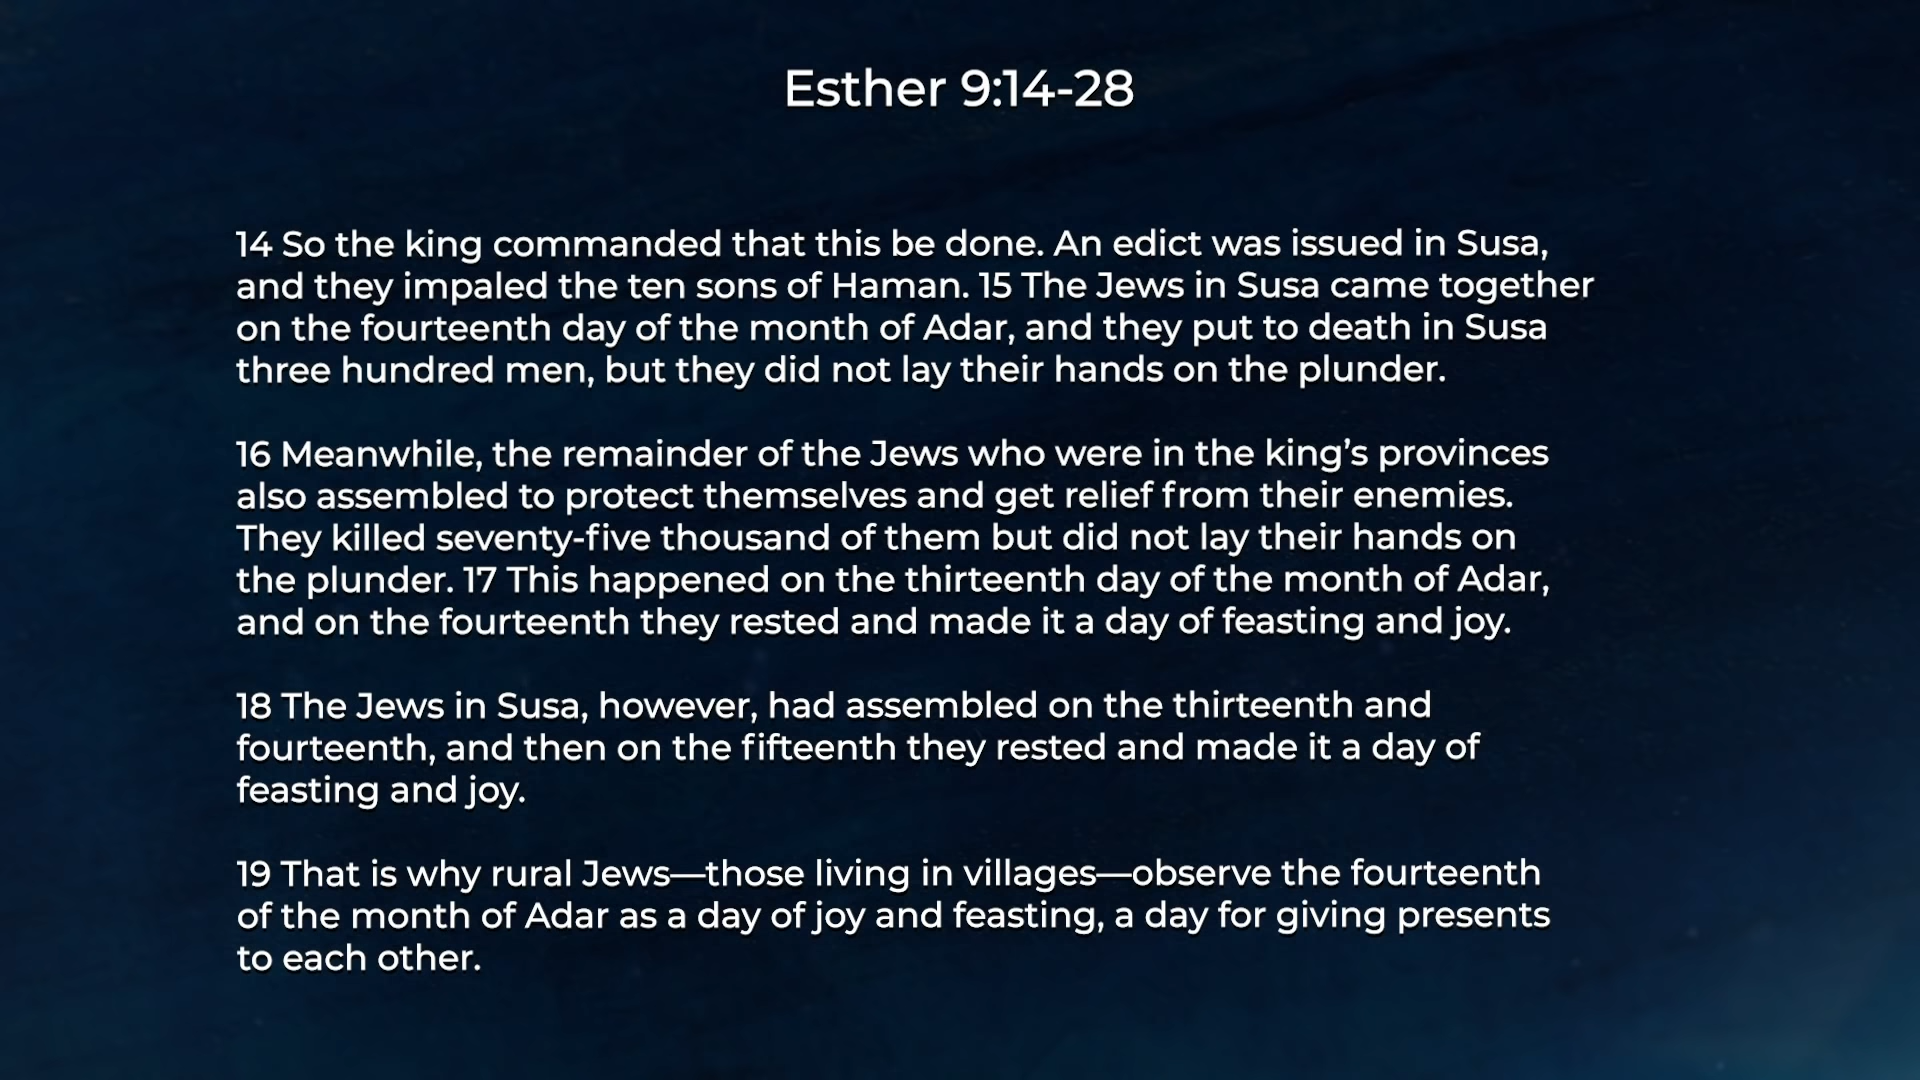 Esther 9:14-28
14 So the king commanded that this be done. An edict was issued in Susa,
and they impaled the ten sons of Haman. 15 The Jews in Susa came together
on the fourteenth day of the month of Adar, and they put to death in Susa
three hundred men, but they did not lay their hands on the plunder.
16 Meanwhile, the remainder of the Jews who were in the king’s provinces
also assembled to protect themselves and get relief from their enemies.
They killed seventy-five thousand of them but did not lay their hands on
the plunder. 17 This happened on the thirteenth day of the month of Adar,
and on the fourteenth they rested and made it a day of feasting and joy.
18 The Jews in Susa, however, had assembled on the thirteenth and
fourteenth, and then on the fifteenth they rested and made it a day of
feasting and joy.
19 That is why rural Jews—those living in villages—observe the fourteenth
of the month of Adar as a day of joy and feasting, a day for giving presents
to each other.